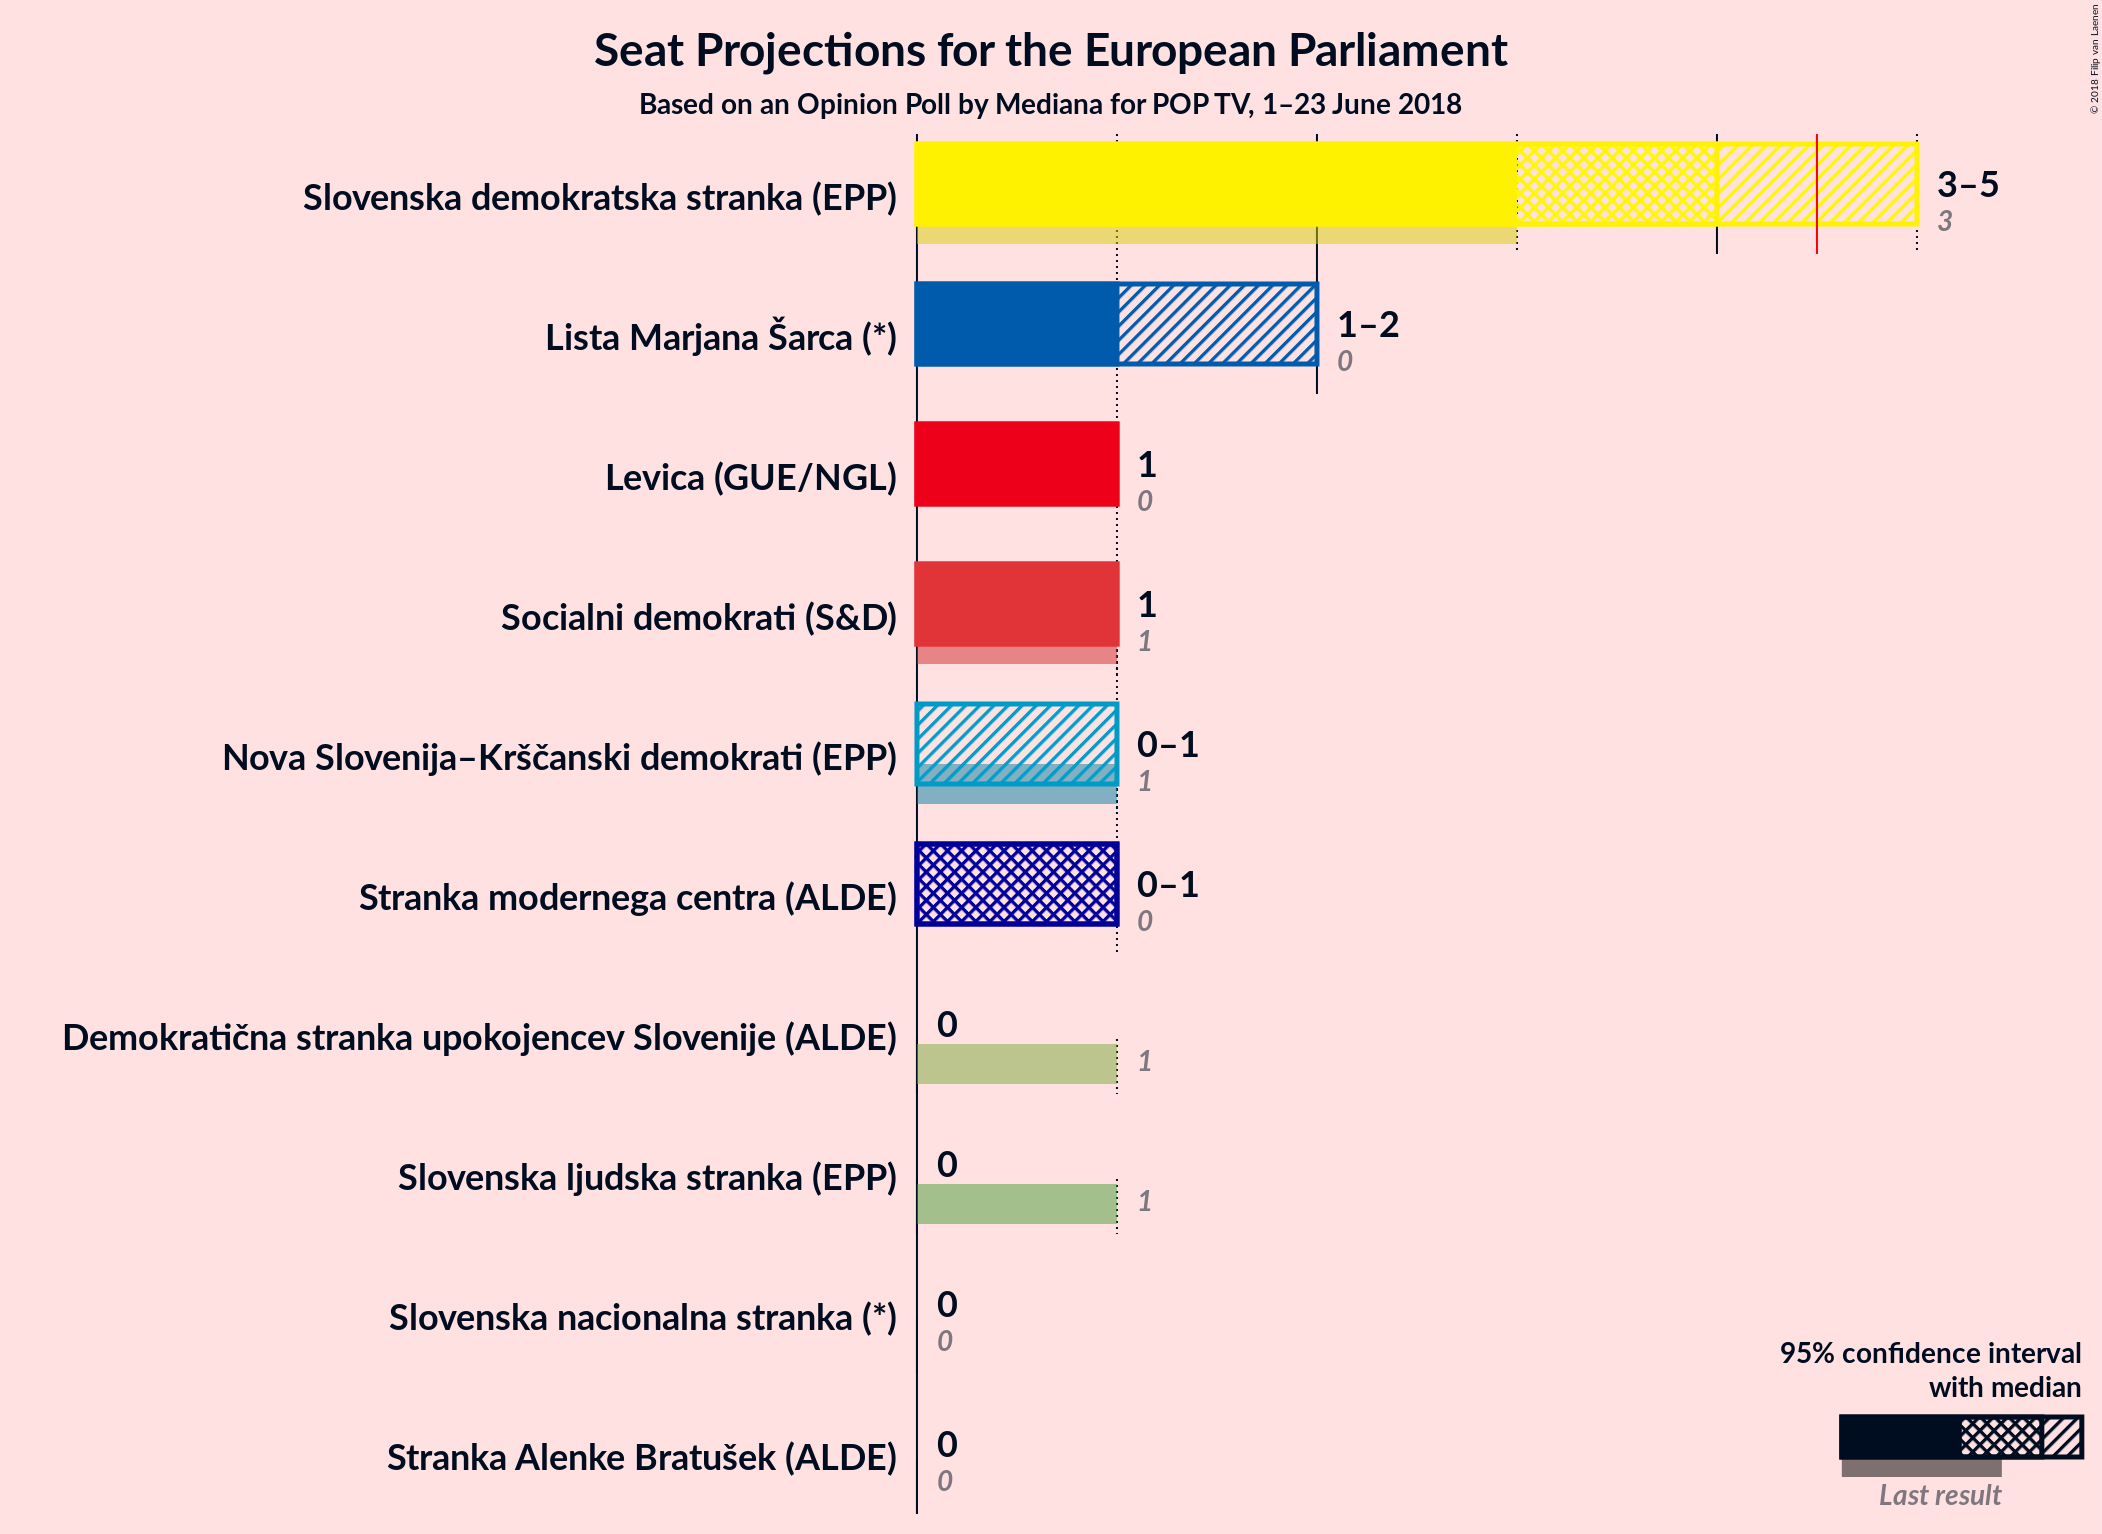 Seat Projections for the European Parliament
Based on an Opinion Poll by Mediana for POP TV, 1–23 June 2018
© 2018 Filip van Laenen
Slovenska demokratska stranka (EPP)
3–5
3
Lista Marjana Šarca (*)
1–2
0
Levica (GUE/NGL)
1
0
Socialni demokrati (S&D)
1
1
Nova Slovenija–Krščanski demokrati (EPP)
0–1
1
Stranka modernega centra (ALDE)
0–1
0
Demokratična stranka upokojencev Slovenije (ALDE)
0
1
Slovenska ljudska stranka (EPP)
0
1
Slovenska nacionalna stranka (*)
0
0
Stranka Alenke Bratušek (ALDE)
0
0
95% confidence interval
with median
Last result